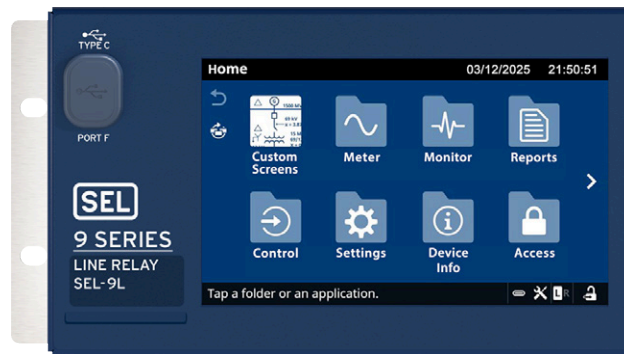 TYPE C
PORT F
SEL
9 SERIES
LINE RELAY
SEL-9L
Home 03/12/2025 21:50:51
Custom
Screens
Meter
Monitor
Reports
Control
Settings
Device
Info
Access
Tap a folder or an application.
L R